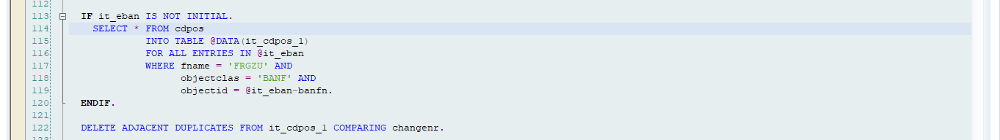 112
113 IF it_eban IS NOT INITIAL.
114 SELECT * FROM cdpos
115 INTO TABLE @DATA(it_cdpos_1)
116 FOR ALL ENTRIES IN @it_eban
117 WHERE fname = 'FRGZU' AND
118 objectclas = 'BANF' AND
119 objectid = @it_eban-banfn.
120 ENDIF.
121
122 DELETE ADJACENT DUPLICATES FROM it_cdpos_1 COMPARING changenr.
123